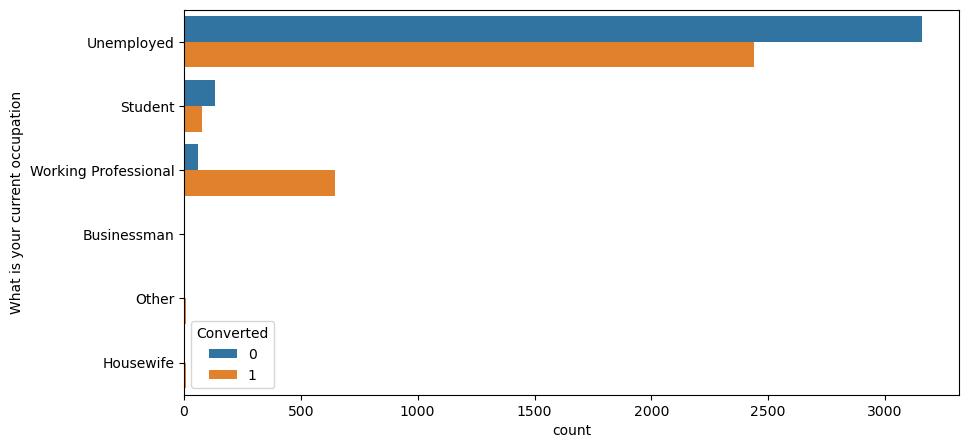 What is your current occupation
Unemployed
Student
Working Professional
Businessman
Other
Housewife
Converted
0
1
0
500
1000
1500
2000
2500
3000
count